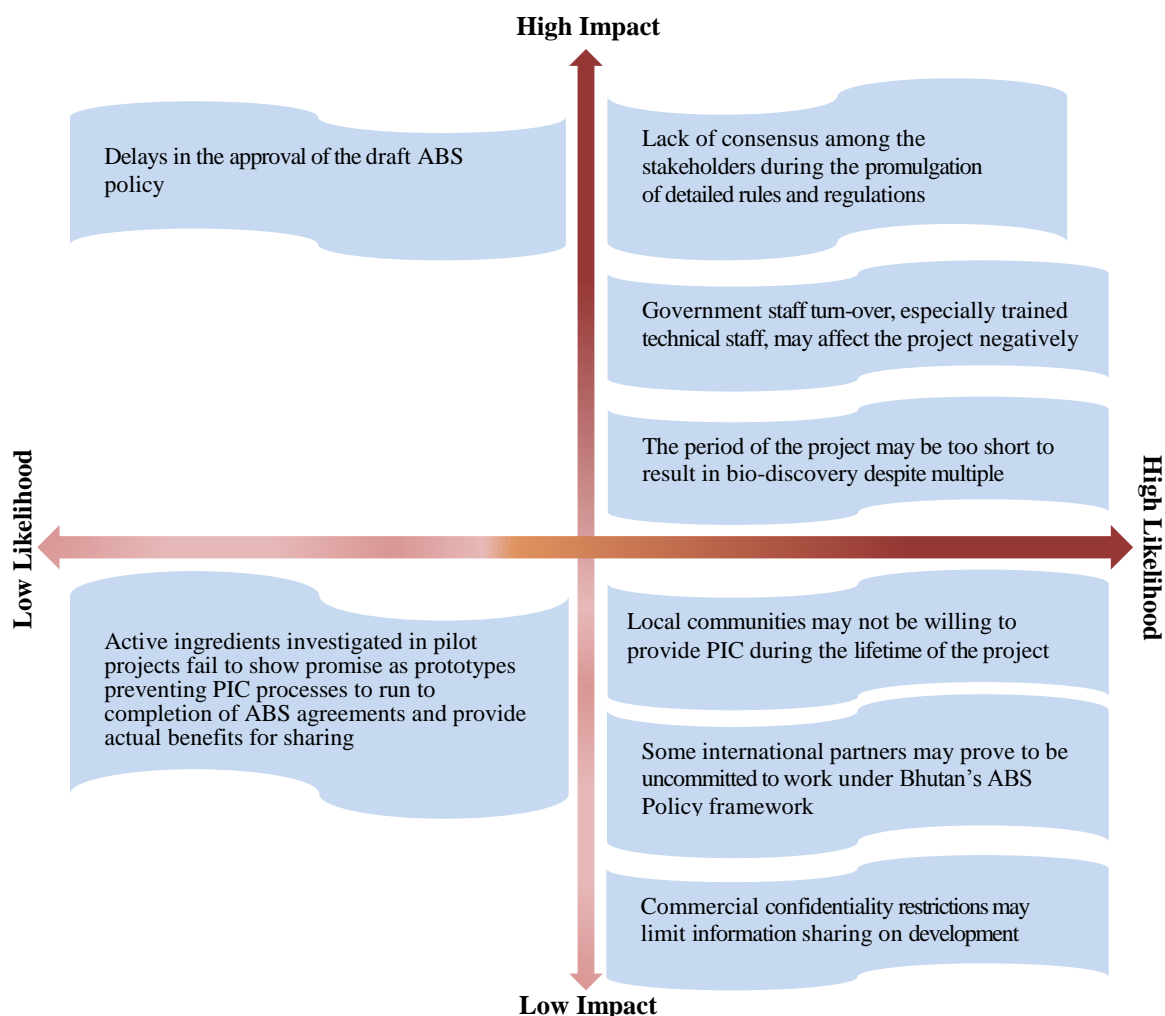 High Impact
Delays in the approval of the draft ABS
policy
Lack of consensus among the
stakeholders during the promulgation
of detailed rules and regulations
Government staff turn-over, especially trained
technical staff, may affect the project negatively
The period of the project may be too short to
result in bio-discovery despite multiple
Low Likelihood
High Likelihood
Active ingredients investigated in pilot
projects fail to show promise as prototypes
preventing PIC processes to run to
completion of ABS agreements and provide
actual benefits for sharing
Local communities may not be willing to
provide PIC during the lifetime of the project
Some international partners may prove to be
uncommitted to work under Bhutan’s ABS
Policy framework
Commercial confidentiality restrictions may
limit information sharing on development
Low Impact